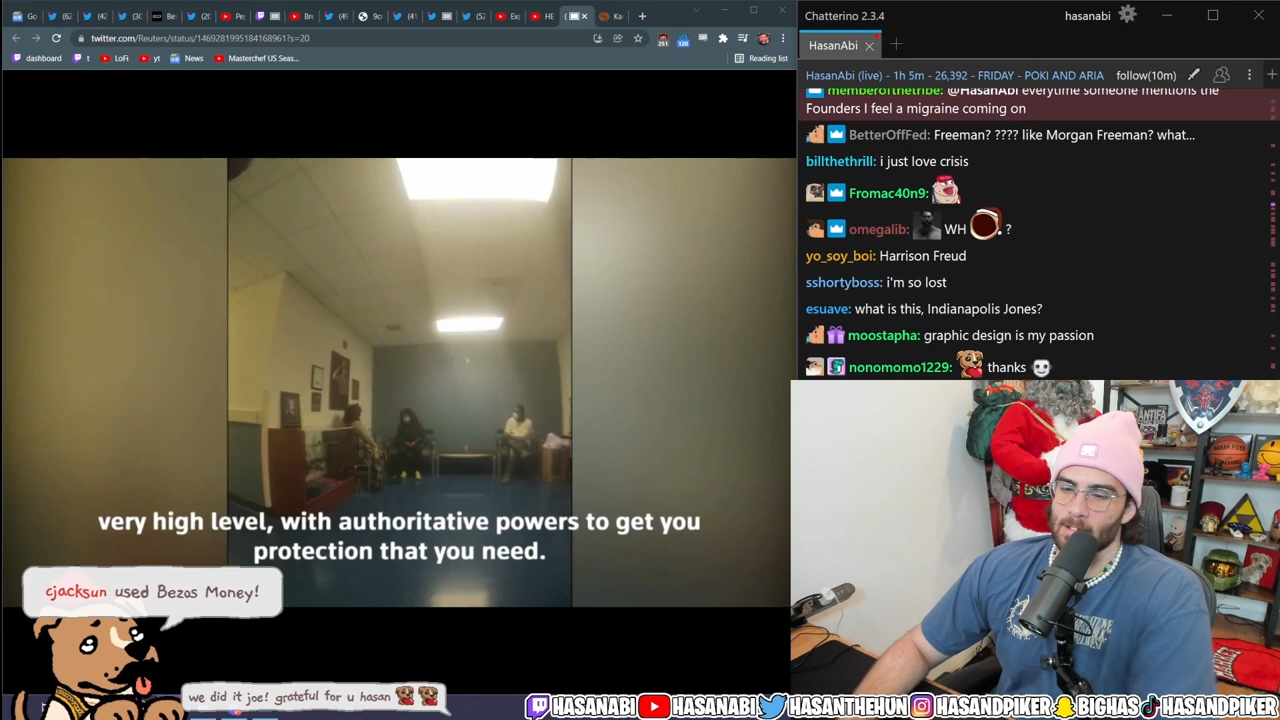 twitter.com/Reuters/status/1469281995184168961?s=20
251
120
dashboard
t
LoFi
yt
News
Masterchef US Seas...
Reading list
very high level, with authoritative powers to get you
protection that you need.
cjacksun used Bezos Money!
we did it joe! grateful for u hasan
Chatterino 2.3.4
hasanabi
HasanAbi
HasanAbi (live) - 1h 5m - 26,392 - FRIDAY - POKI AND ARIA
follow(10m)
memberofthetribe: @HasanAbi everytime someone mentions the
Founders I feel a migraine coming on
BetterOffFed: Freeman? ???? like Morgan Freeman? what...
billthethrill: i just love crisis
Fromac40n9:
omegalib: WH ?
yo_soy_boi: Harrison Freud
sshortyboss: i'm so lost
esuave: what is this, Indianapolis Jones?
moostapha: graphic design is my passion
nonomomo1229: thanks
ANTIFA
HASANABI HASANABI HASANTHEHUN HASANDPIKER BIGHAS HASANDPIKER